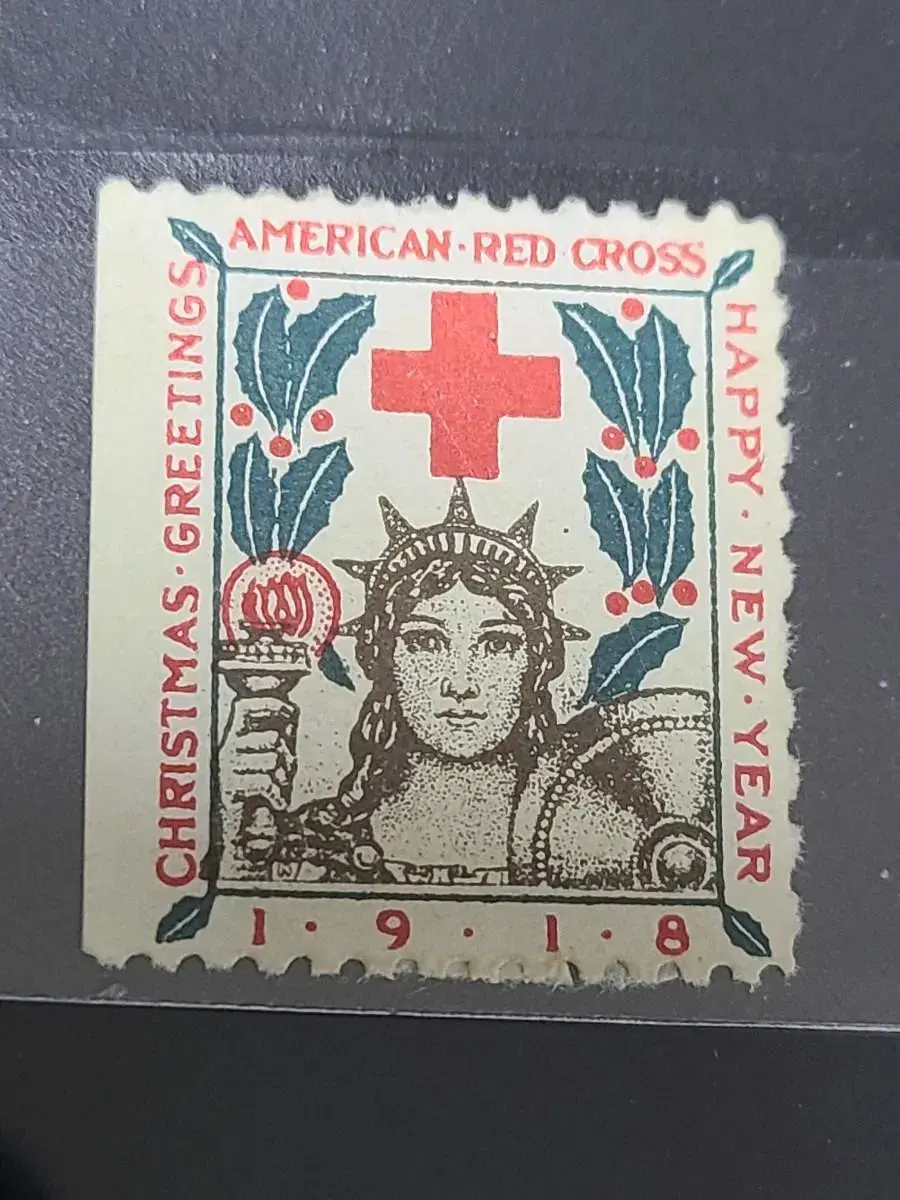 AMERICAN·RED CROSS
CHRISTMAS·GREETINGS
HAPPY·NEW·YEAR
1·9·1·8